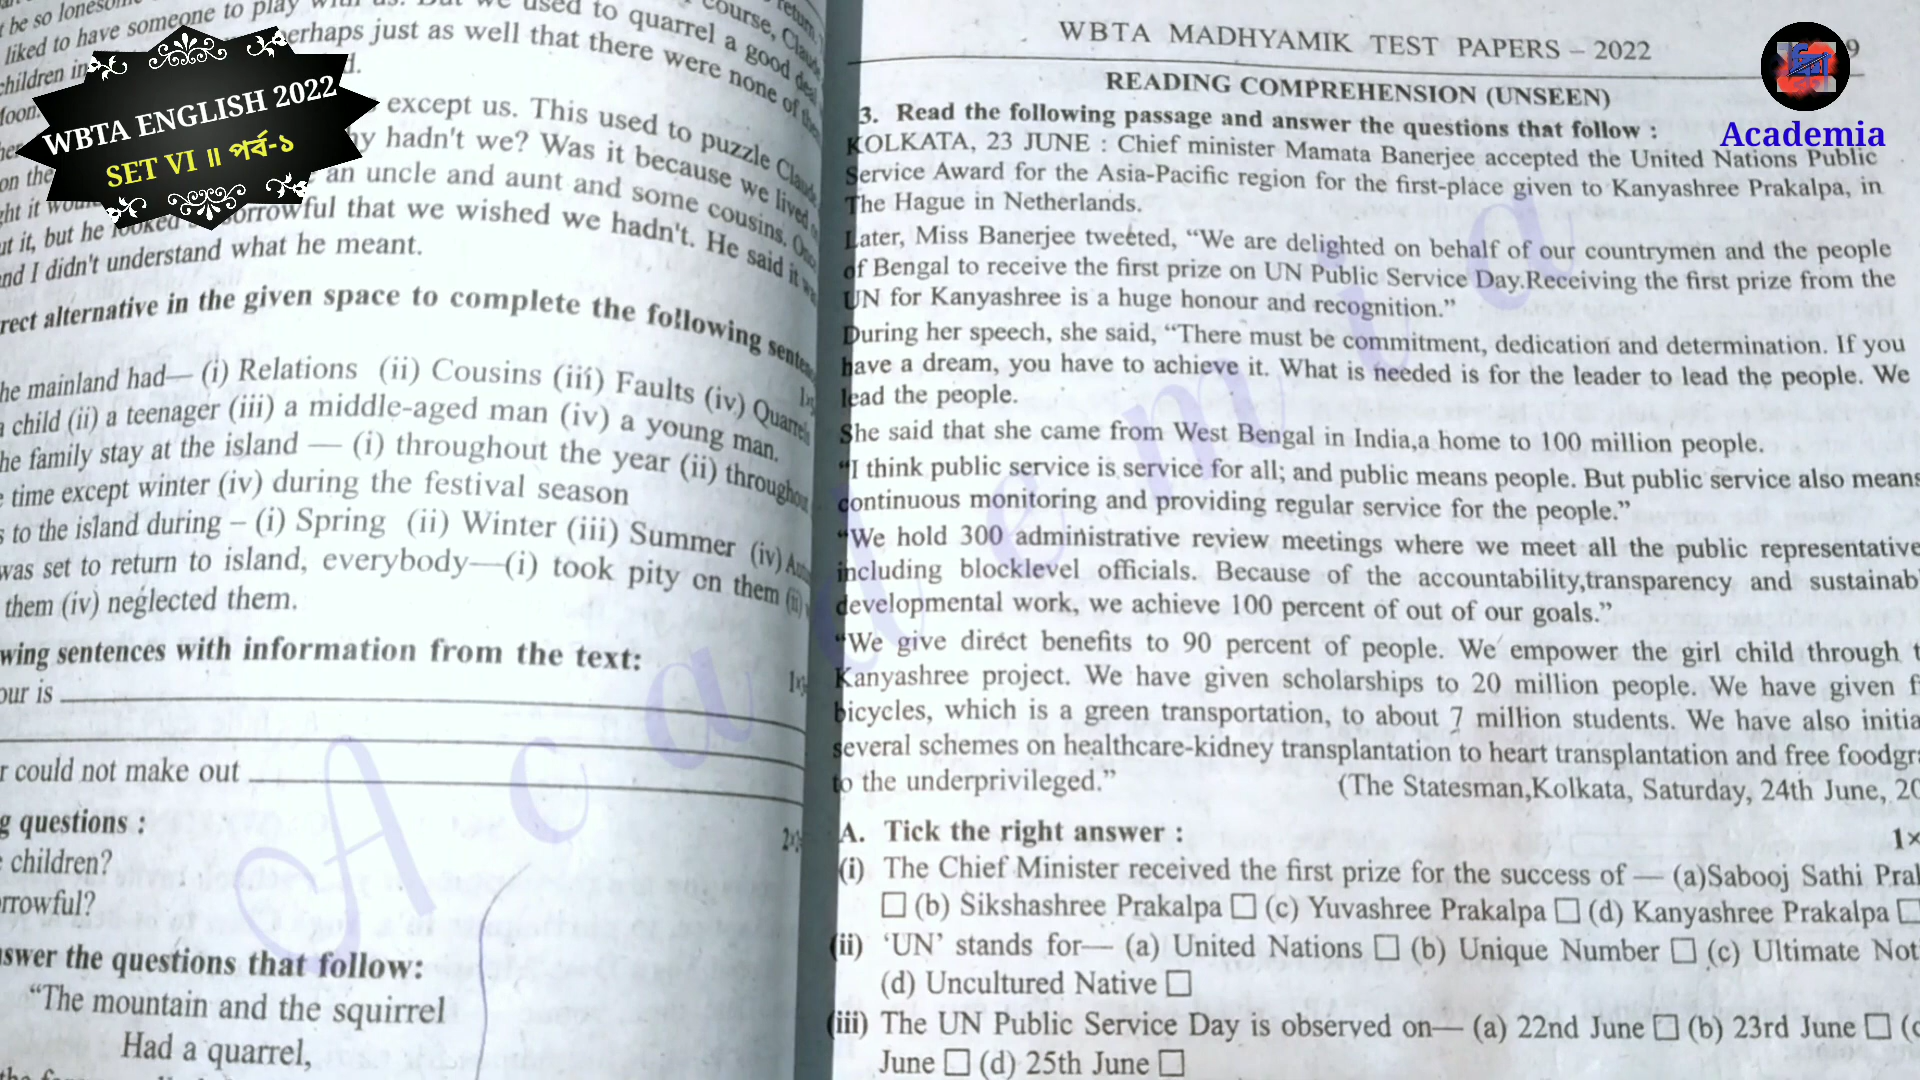 be so lonesome
liked to have someone to play with us. But we used to quarrel a good deal
children in perhaps just as well that there were none of them
except us. This used to puzzle Claude
hy hadn't we? Was it because we lived
an uncle and aunt and some cousins.
sorrowful that we wished we hadn't. He said it was
ut it, but he looked
nd I didn't understand what he meant.
rect alternative in the given space to complete the following senten
he mainland had— (i) Relations (ii) Cousins (iii) Faults (iv) Quarrels
a child (ii) a teenager (iii) a middle-aged man (iv) a young man.
he family stay at the island — (i) throughout the year (ii) throughout
e time except winter (iv) during the festival season
s to the island during – (i) Spring (ii) Winter (iii) Summer (iv)
was set to return to island, everybody—(i) took pity on them (ii)
them (iv) neglected them.
wing sentences with information from the text:
our is
r could not make out
g questions :
e children?
rrowful?
swer the questions that follow:
“The mountain and the squirrel
Had a quarrel,
WBTA ENGLISH 2022
SET VI ॥ পর্ব-১
WBTA MADHYAMIK TEST PAPERS – 2022
9
Academia
READING COMPREHENSION (UNSEEN)
3. Read the following passage and answer the questions that follow :
KOLKATA, 23 JUNE : Chief minister Mamata Banerjee accepted the United Nations Public
Service Award for the Asia-Pacific region for the first-place given to Kanyashree Prakalpa, in
The Hague in Netherlands.
Later, Miss Banerjee tweeted, “We are delighted on behalf of our countrymen and the people
of Bengal to receive the first prize on UN Public Service Day.Receiving the first prize from the
UN for Kanyashree is a huge honour and recognition.”
During her speech, she said, “There must be commitment, dedication and determination. If you
have a dream, you have to achieve it. What is needed is for the leader to lead the people. We
lead the people.
She said that she came from West Bengal in India,a home to 100 million people.
“I think public service is service for all; and public means people. But public service also means
continuous monitoring and providing regular service for the people.”
“We hold 300 administrative review meetings where we meet all the public representative
including blocklevel officials. Because of the accountability,transparency and sustainab
developmental work, we achieve 100 percent of out of our goals.”
“We give direct benefits to 90 percent of people. We empower the girl child through t
Kanyashree project. We have given scholarships to 20 million people. We have given f
bicycles, which is a green transportation, to about 7 million students. We have also initia
several schemes on healthcare-kidney transplantation to heart transplantation and free foodgra
to the underprivileged.”
(The Statesman,Kolkata, Saturday, 24th June, 20
A. Tick the right answer : 1×
(i) The Chief Minister received the first prize for the success of — (a)Sabooj Sathi Pral
☐ (b) Sikshashree Prakalpa ☐ (c) Yuvashree Prakalpa ☐ (d) Kanyashree Prakalpa ☐
(ii) ‘UN’ stands for— (a) United Nations ☐ (b) Unique Number ☐ (c) Ultimate Not
(d) Uncultured Native ☐
(iii) The UN Public Service Day is observed on— (a) 22nd June ☐ (b) 23rd June ☐ (c
June ☐ (d) 25th June ☐
Academia